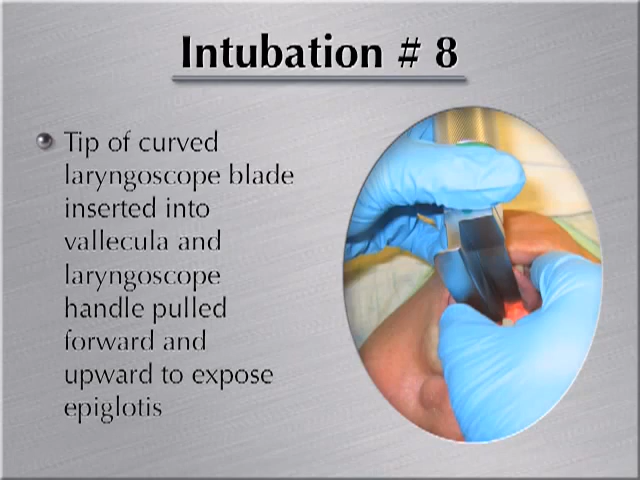 Intubation # 8
Tip of curved
laryngoscope blade
inserted into
vallecula and
laryngoscope
handle pulled
forward and
upward to expose
epiglotis